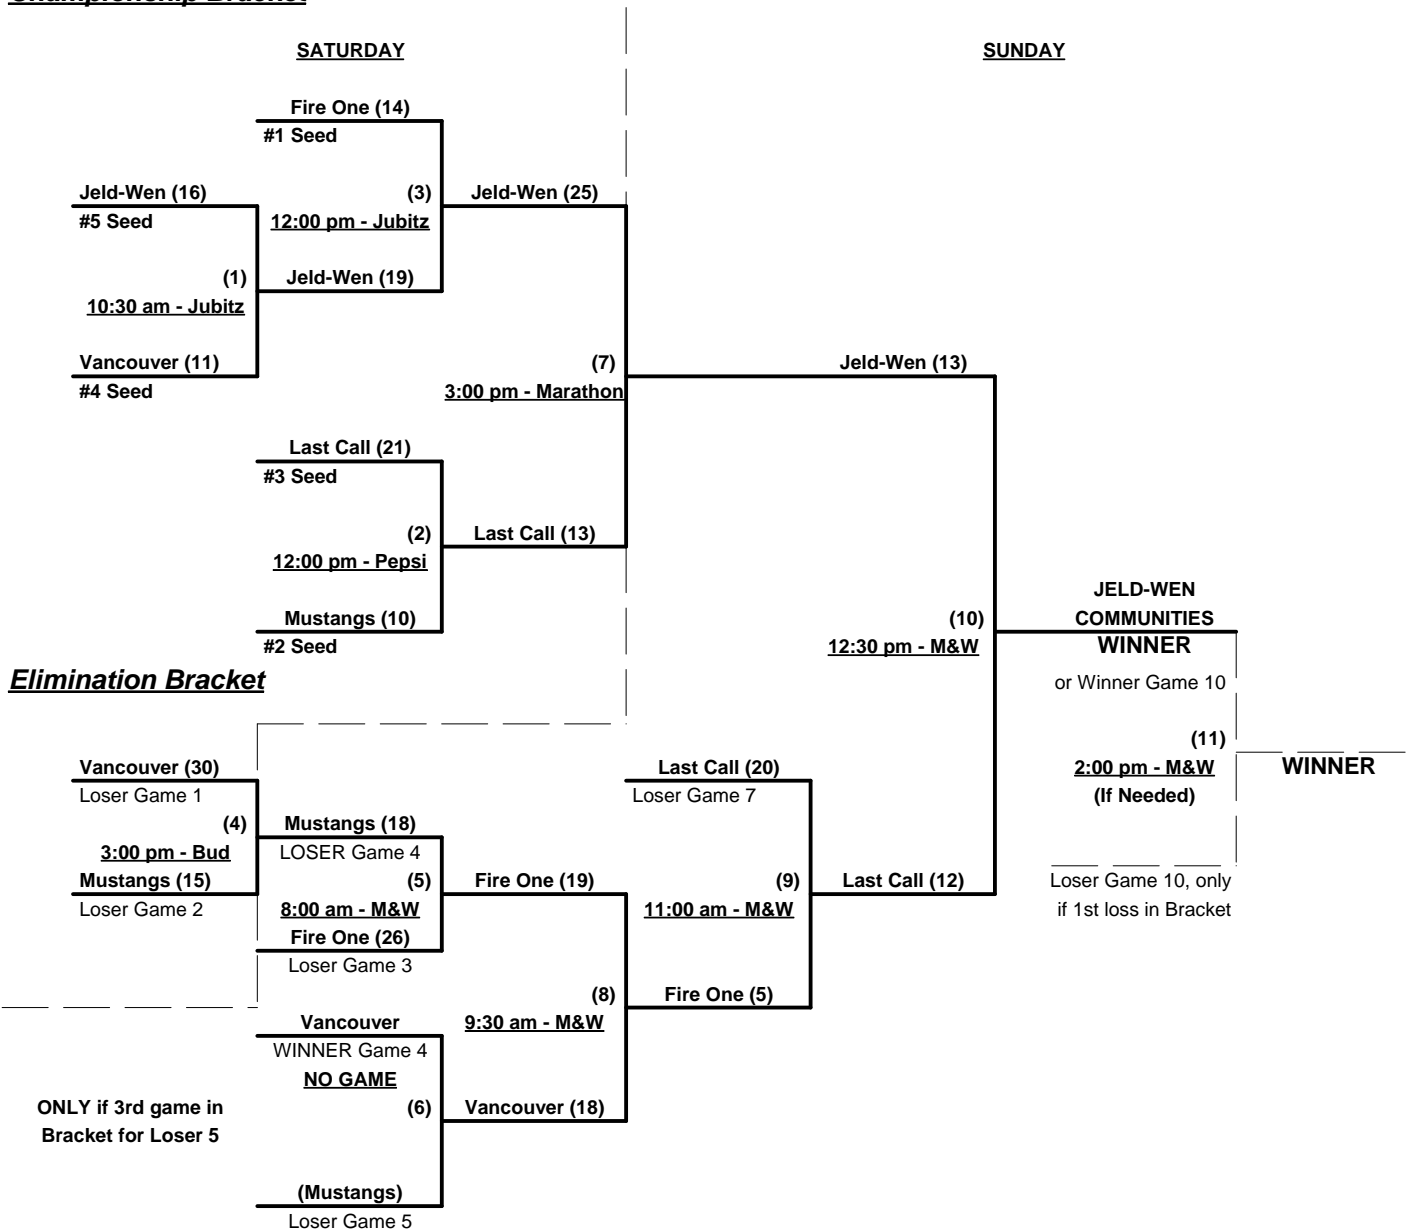 Championship Bracket
SATURDAY
SUNDAY
Fire One (14)
#1 Seed
Jeld-Wen (16)
#5 Seed
(3)
12:00 pm - Jubitz
Jeld-Wen (25)
(1)
10:30 am - Jubitz
Jeld-Wen (19)
Vancouver (11)
#4 Seed
(7)
3:00 pm - Marathon
Jeld-Wen (13)
Last Call (21)
#3 Seed
(2)
12:00 pm - Pepsi
Last Call (13)
Mustangs (10)
#2 Seed
(10)
12:30 pm - M&W
JELD-WEN
COMMUNITIES
WINNER
or Winner Game 10
Elimination Bracket
(11)
2:00 pm - M&W
(If Needed)
WINNER
Vancouver (30)
Loser Game 1
(4)
3:00 pm - Bud
Mustangs (15)
Loser Game 2
Mustangs (18)
LOSER Game 4
(5)
8:00 am - M&W
Fire One (26)
Loser Game 3
Last Call (20)
Loser Game 7
Fire One (19)
(9)
11:00 am - M&W
Last Call (12)
Loser Game 10, only
if 1st loss in Bracket
(8)
9:30 am - M&W
Fire One (5)
Vancouver
WINNER Game 4
NO GAME
(6)
Vancouver (18)
ONLY if 3rd game in
Bracket for Loser 5
(Mustangs)
Loser Game 5